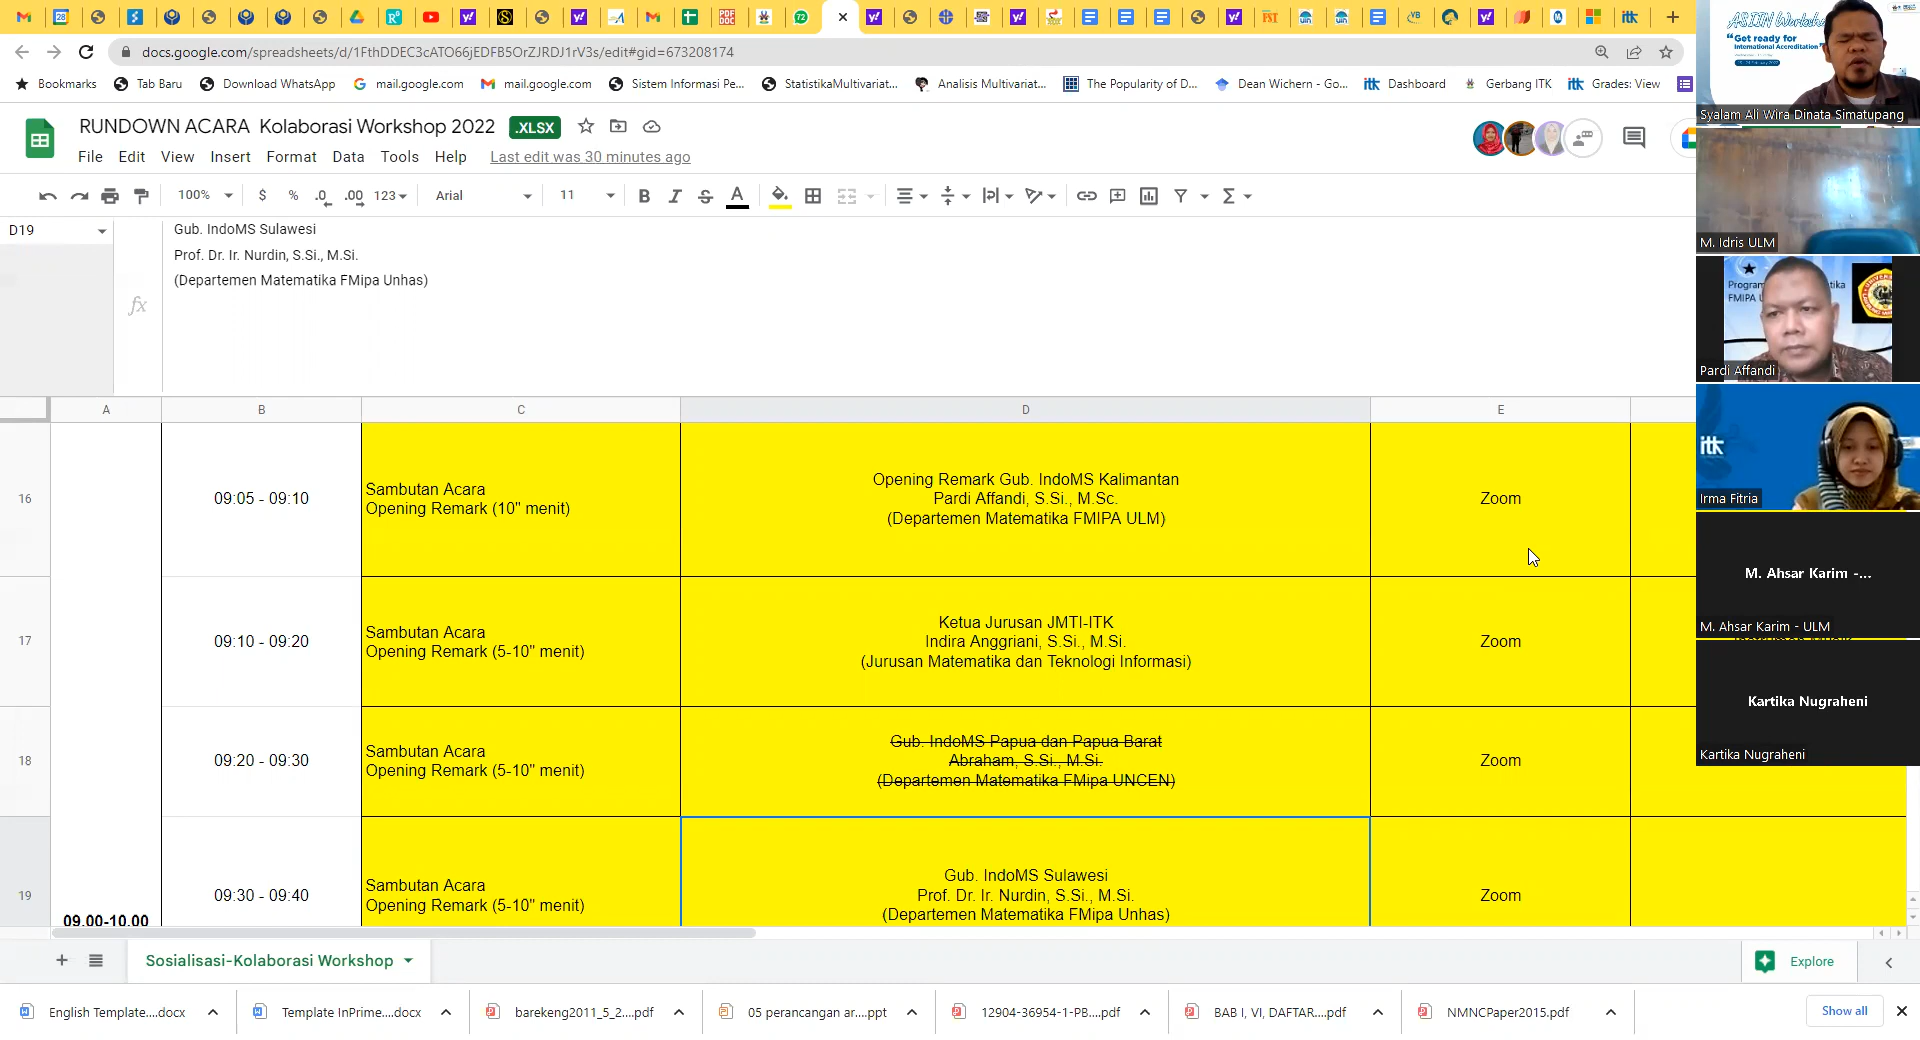 docs.google.com/spreadsheets/d/1FthDDEC3cATO66jEDFB5OrZJRDJ1rV3s/edit#gid=673208174
Bookmarks
Tab Baru
Download WhatsApp
mail.google.com
mail.google.com
Sistem Informasi Pe...
StatistikaMultivariat...
Analisis Multivariat...
The Popularity of D...
Dean Wichern - Go...
Dashboard
Gerbang ITK
Grades: View
RUNDOWN ACARA Kolaborasi Workshop 2022
.XLSX
File Edit View Insert Format Data Tools Help
Last edit was 30 minutes ago
100%
$ % .0 .00 123
Arial
11
D19
Gub. IndoMS Sulawesi
Prof. Dr. Ir. Nurdin, S.Si., M.Si.
(Departemen Matematika FMipa Unhas)
fx
A B C D E
16
09:05 - 09:10
Sambutan Acara
Opening Remark (10" menit)
Opening Remark Gub. IndoMS Kalimantan
Pardi Affandi, S.Si., M.Sc.
(Departemen Matematika FMIPA ULM)
Zoom
17
09:10 - 09:20
Sambutan Acara
Opening Remark (5-10" menit)
Ketua Jurusan JMTI-ITK
Indira Anggriani, S.Si., M.Si.
(Jurusan Matematika dan Teknologi Informasi)
Zoom
18
09:20 - 09:30
Sambutan Acara
Opening Remark (5-10" menit)
Gub. IndoMS Papua dan Papua Barat
Abraham, S.Si., M.Si.
(Departemen Matematika FMipa UNCEN)
Zoom
19
09.00-10.00
09:30 - 09:40
Sambutan Acara
Opening Remark (5-10" menit)
Gub. IndoMS Sulawesi
Prof. Dr. Ir. Nurdin, S.Si., M.Si.
(Departemen Matematika FMipa Unhas)
Zoom
Sosialisasi-Kolaborasi Workshop
Explore
English Template....docx
Template InPrime....docx
barekeng2011_5_2....pdf
05 perancangan ar....ppt
12904-36954-1-PB....pdf
BAB I, VI, DAFTAR....pdf
NMNCPaper2015.pdf
Show all
ASIIN Workshop
"Get ready for
International Accreditation"
Syalam Ali Wira Dinata Simatupang
M. Idris ULM
Program
FMIPA
Pardi Affandi
itk
Irma Fitria
M. Ahsar Karim -...
M. Ahsar Karim - ULM
Kartika Nugraheni
Kartika Nugraheni